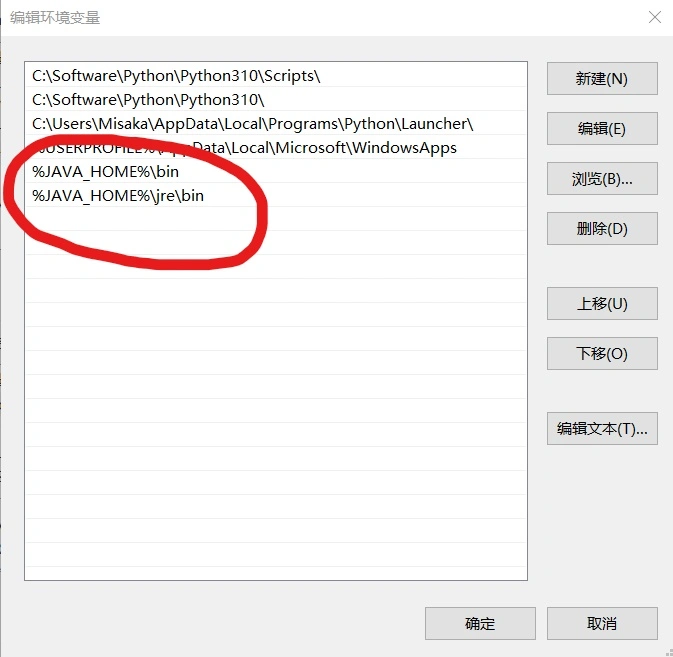 编辑环境变量
C:\Software\Python\Python310\Scripts\
C:\Software\Python\Python310\
C:\Users\Misaka\AppData\Local\Programs\Python\Launcher\
%USERPROFILE%\AppData\Local\Microsoft\WindowsApps
%JAVA_HOME%\bin
%JAVA_HOME%\jre\bin
新建(N)
编辑(E)
浏览(B)...
删除(D)
上移(U)
下移(O)
编辑文本(T)...
确定
取消